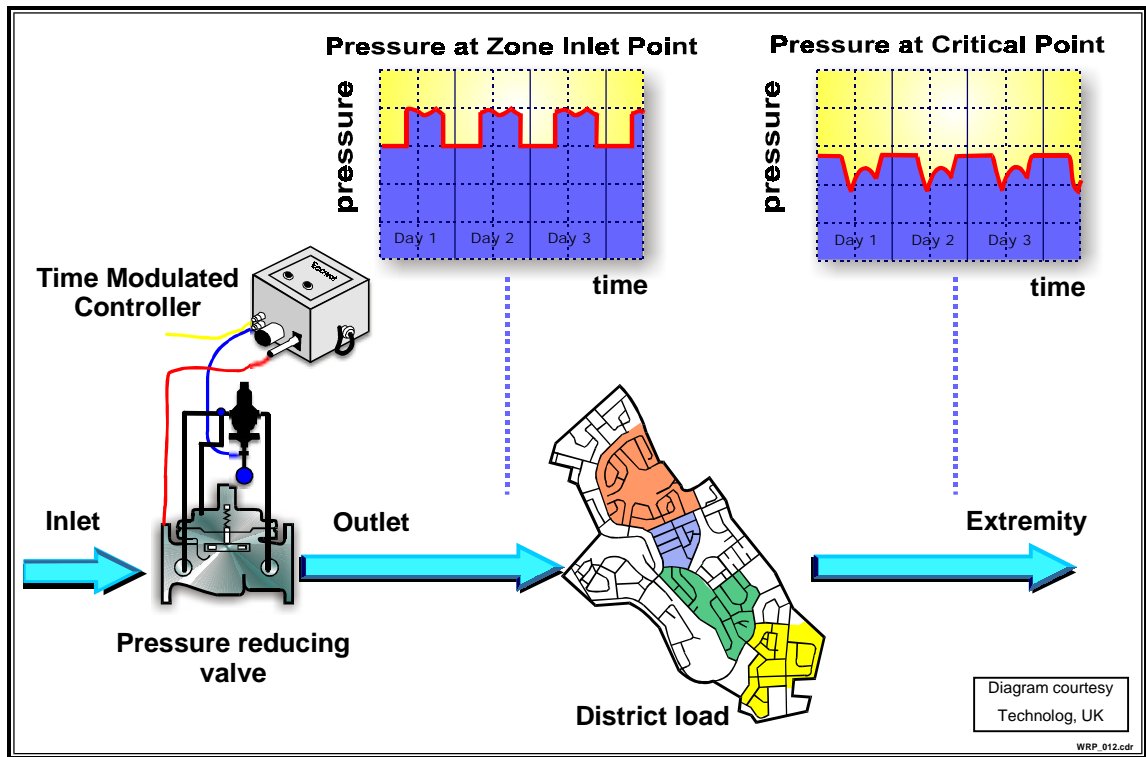 Pressure at Zone Inlet Point
pressure
Day 1
Day 2
Day 3
time
Pressure at Critical Point
pressure
Day 1
Day 2
Day 3
time
Time Modulated
Controller
Inlet
Outlet
Extremity
Pressure reducing
valve
District load
Diagram courtesy
Technolog, UK
WRP_012.cdr